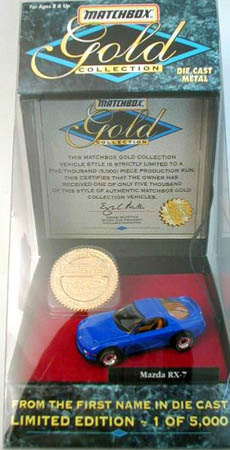 For Ages 8 & Up
MATCHBOX
Gold
COLLECTION
DIE CAST
METAL
MATCHBOX
Gold
COLLECTION
THIS MATCHBOX GOLD COLLECTION
VEHICLE STYLE IS STRICTLY LIMITED TO A
FIVE THOUSAND (5,000) PIECE PRODUCTION RUN.
THIS CERTIFIES THAT THE OWNER HAS
RECEIVED ONE OF ONLY FIVE THOUSAND
OF THIS STYLE OF AUTHENTIC MATCHBOX GOLD
COLLECTION VEHICLES.
Mazda RX-7
FROM THE FIRST NAME IN DIE CAST
LIMITED EDITION ~ 1 OF 5,000